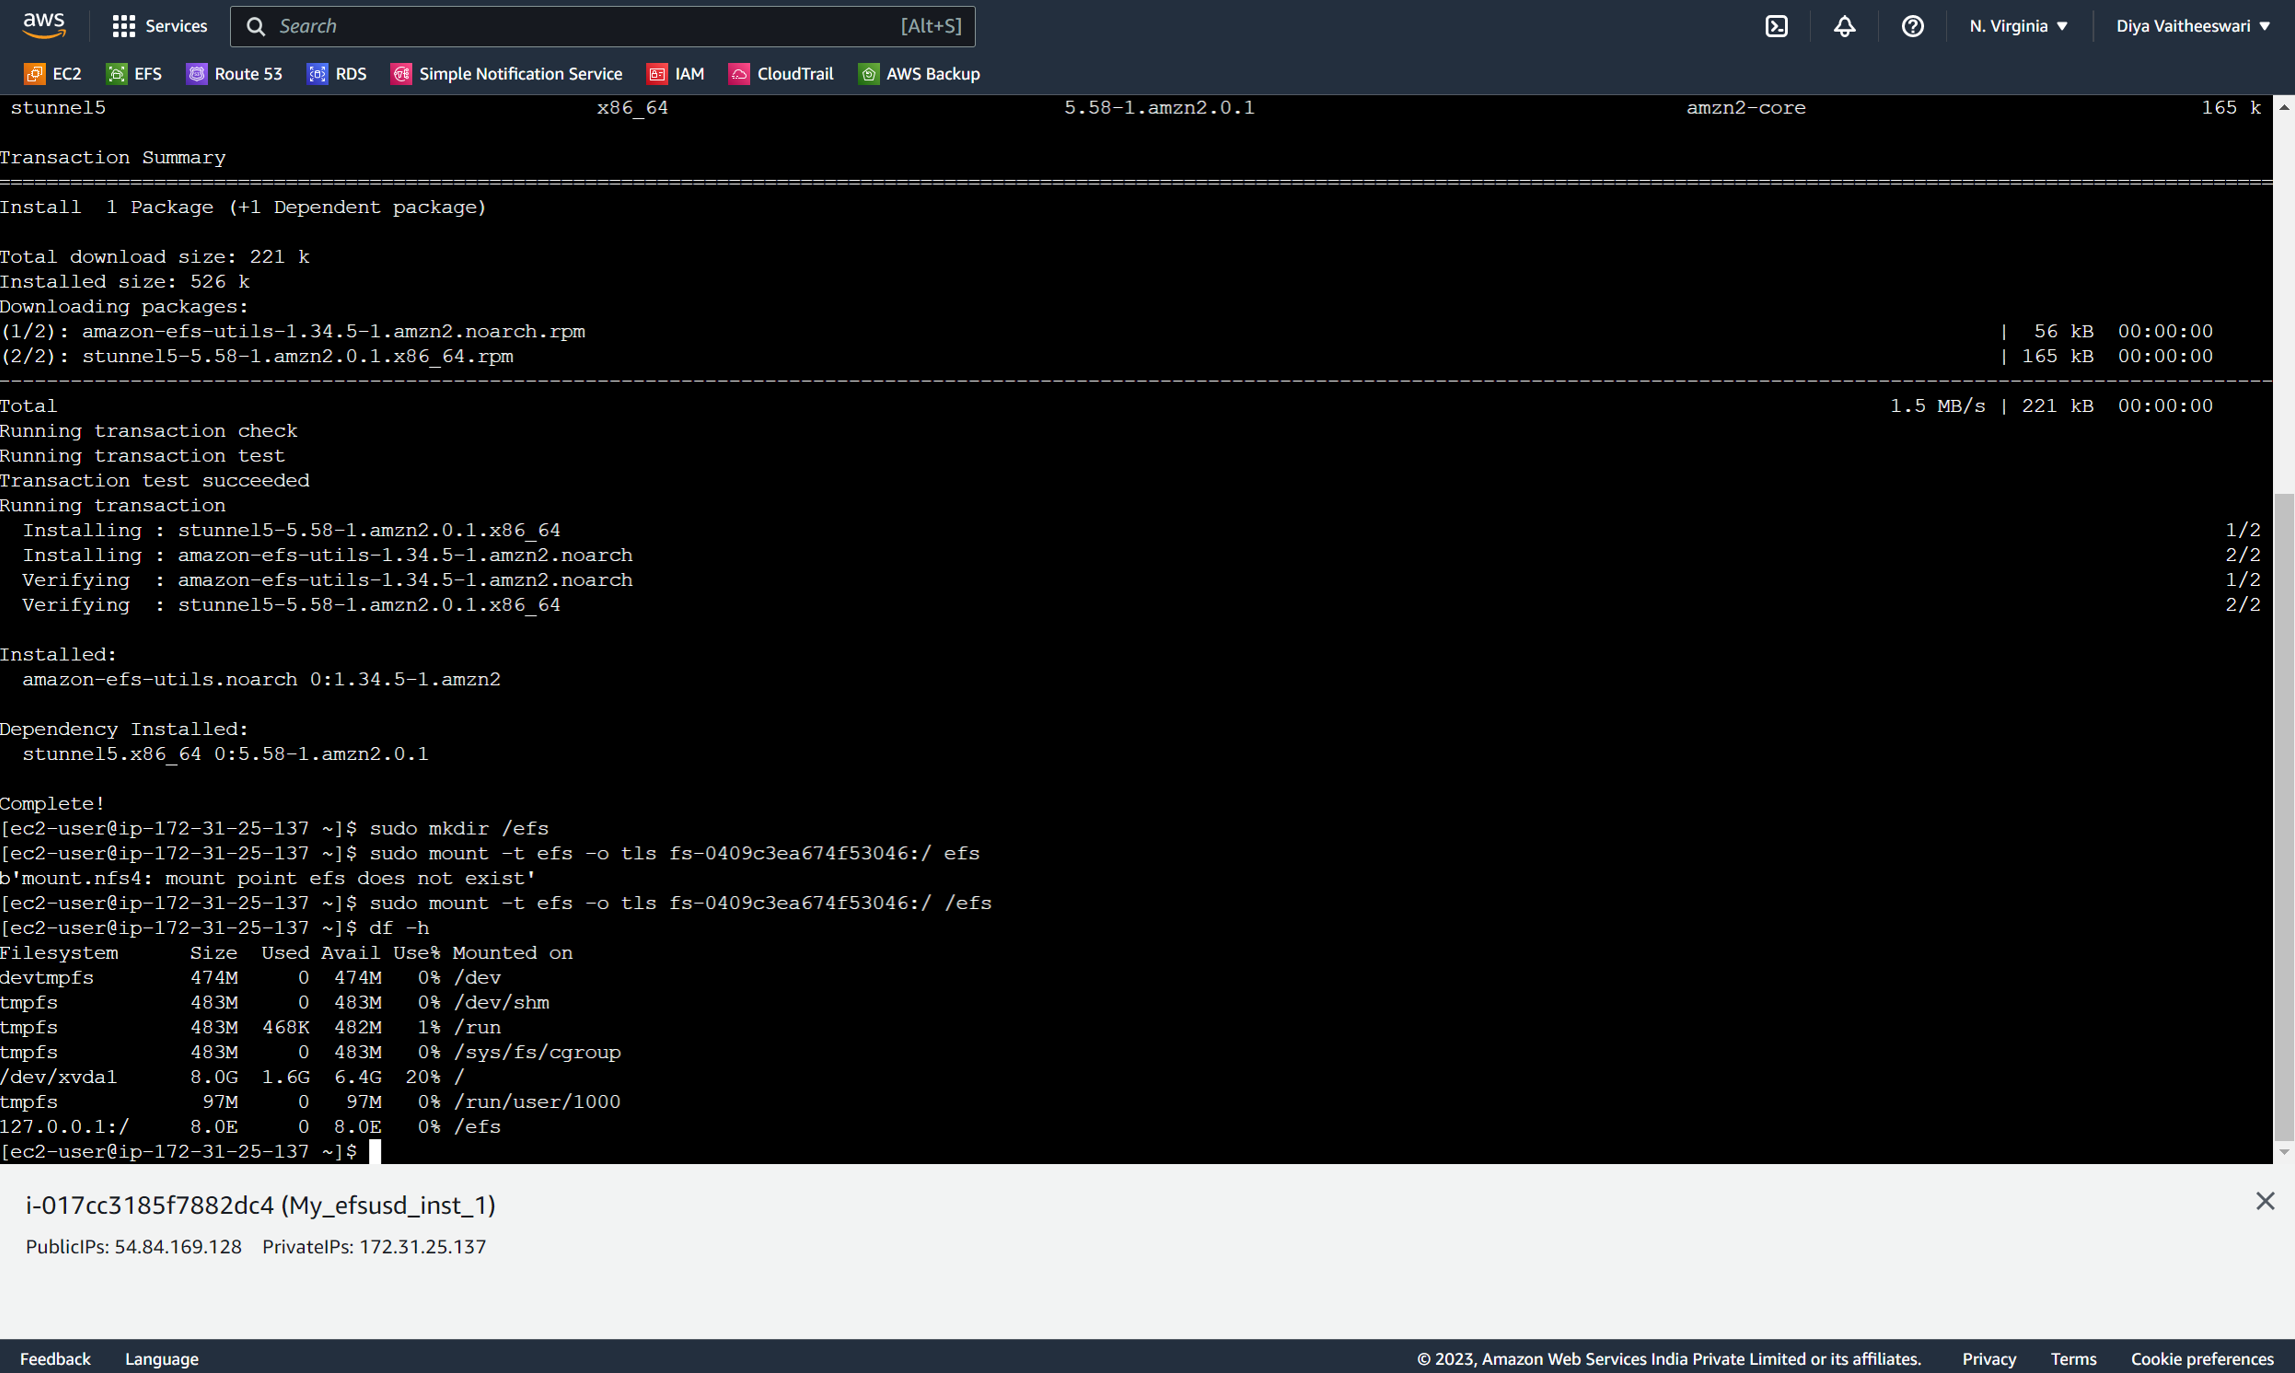 aws Services Search [Alt+S] N. Virginia ▼ Diya Vaitheeswari ▼
EC2 EFS Route 53 RDS Simple Notification Service IAM CloudTrail AWS Backup
stunnel5 x86_64 5.58-1.amzn2.0.1 amzn2-core 165 k
Transaction Summary
Install 1 Package (+1 Dependent package)
Total download size: 221 k
Installed size: 526 k
Downloading packages:
(1/2): amazon-efs-utils-1.34.5-1.amzn2.noarch.rpm | 56 kB 00:00:00
(2/2): stunnel5-5.58-1.amzn2.0.1.x86_64.rpm | 165 kB 00:00:00
Total 1.5 MB/s | 221 kB 00:00:00
Running transaction check
Running transaction test
Transaction test succeeded
Running transaction
Installing : stunnel5-5.58-1.amzn2.0.1.x86_64 1/2
Installing : amazon-efs-utils-1.34.5-1.amzn2.noarch 2/2
Verifying : amazon-efs-utils-1.34.5-1.amzn2.noarch 1/2
Verifying : stunnel5-5.58-1.amzn2.0.1.x86_64 2/2
Installed:
amazon-efs-utils.noarch 0:1.34.5-1.amzn2
Dependency Installed:
stunnel5.x86_64 0:5.58-1.amzn2.0.1
Complete!
[ec2-user@ip-172-31-25-137 ~]$ sudo mkdir /efs
[ec2-user@ip-172-31-25-137 ~]$ sudo mount -t efs -o tls fs-0409c3ea674f53046:/ efs
b'mount.nfs4: mount point efs does not exist'
[ec2-user@ip-172-31-25-137 ~]$ sudo mount -t efs -o tls fs-0409c3ea674f53046:/ /efs
[ec2-user@ip-172-31-25-137 ~]$ df -h
Filesystem Size Used Avail Use% Mounted on
devtmpfs 474M 0 474M 0% /dev
tmpfs 483M 0 483M 0% /dev/shm
tmpfs 483M 468K 482M 1% /run
tmpfs 483M 0 483M 0% /sys/fs/cgroup
/dev/xvda1 8.0G 1.6G 6.4G 20% /
tmpfs 97M 0 97M 0% /run/user/1000
127.0.0.1:/ 8.0E 0 8.0E 0% /efs
[ec2-user@ip-172-31-25-137 ~]$
i-017cc3185f7882dc4 (My_efsusd_inst_1)
PublicIPs: 54.84.169.128 PrivateIPs: 172.31.25.137
Feedback Language © 2023, Amazon Web Services India Private Limited or its affiliates. Privacy Terms Cookie preferences